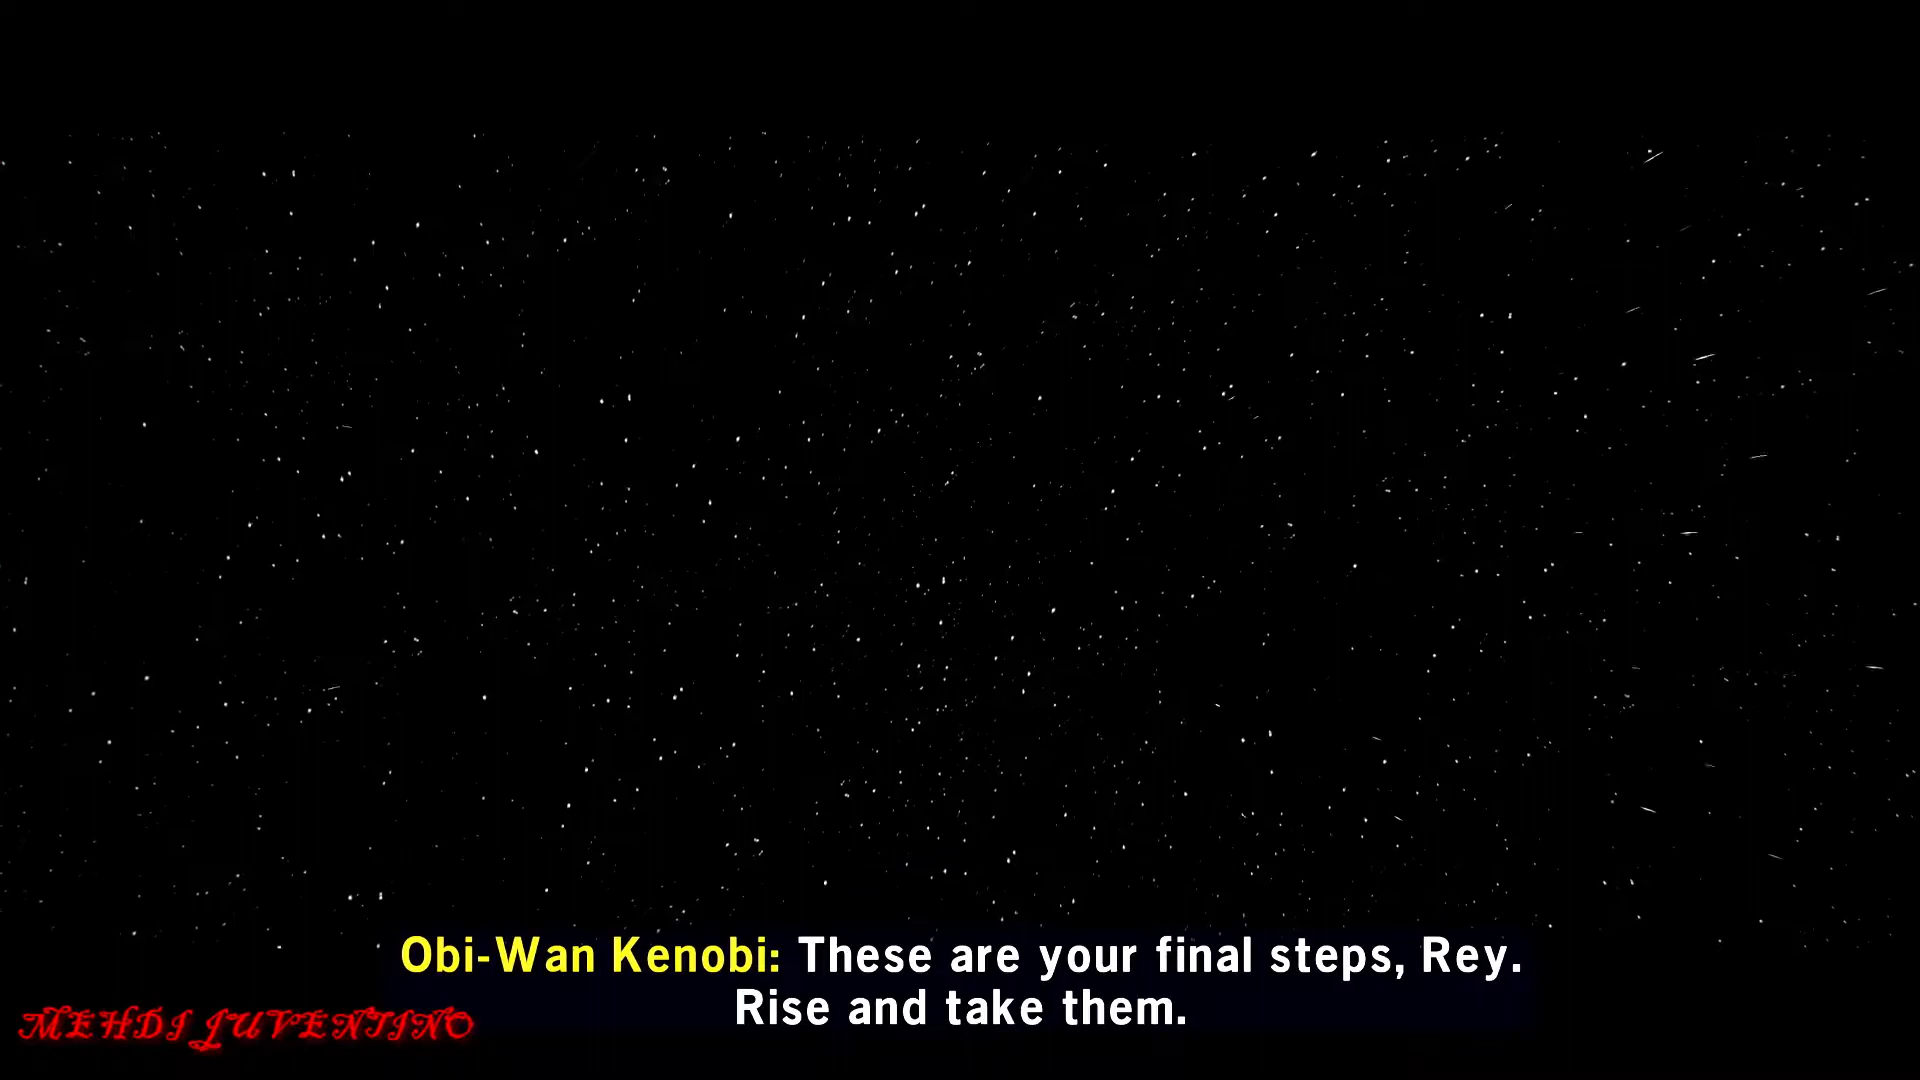 Obi-Wan Kenobi: These are your final steps, Rey.
Rise and take them.
MEHDI JUVENTINO